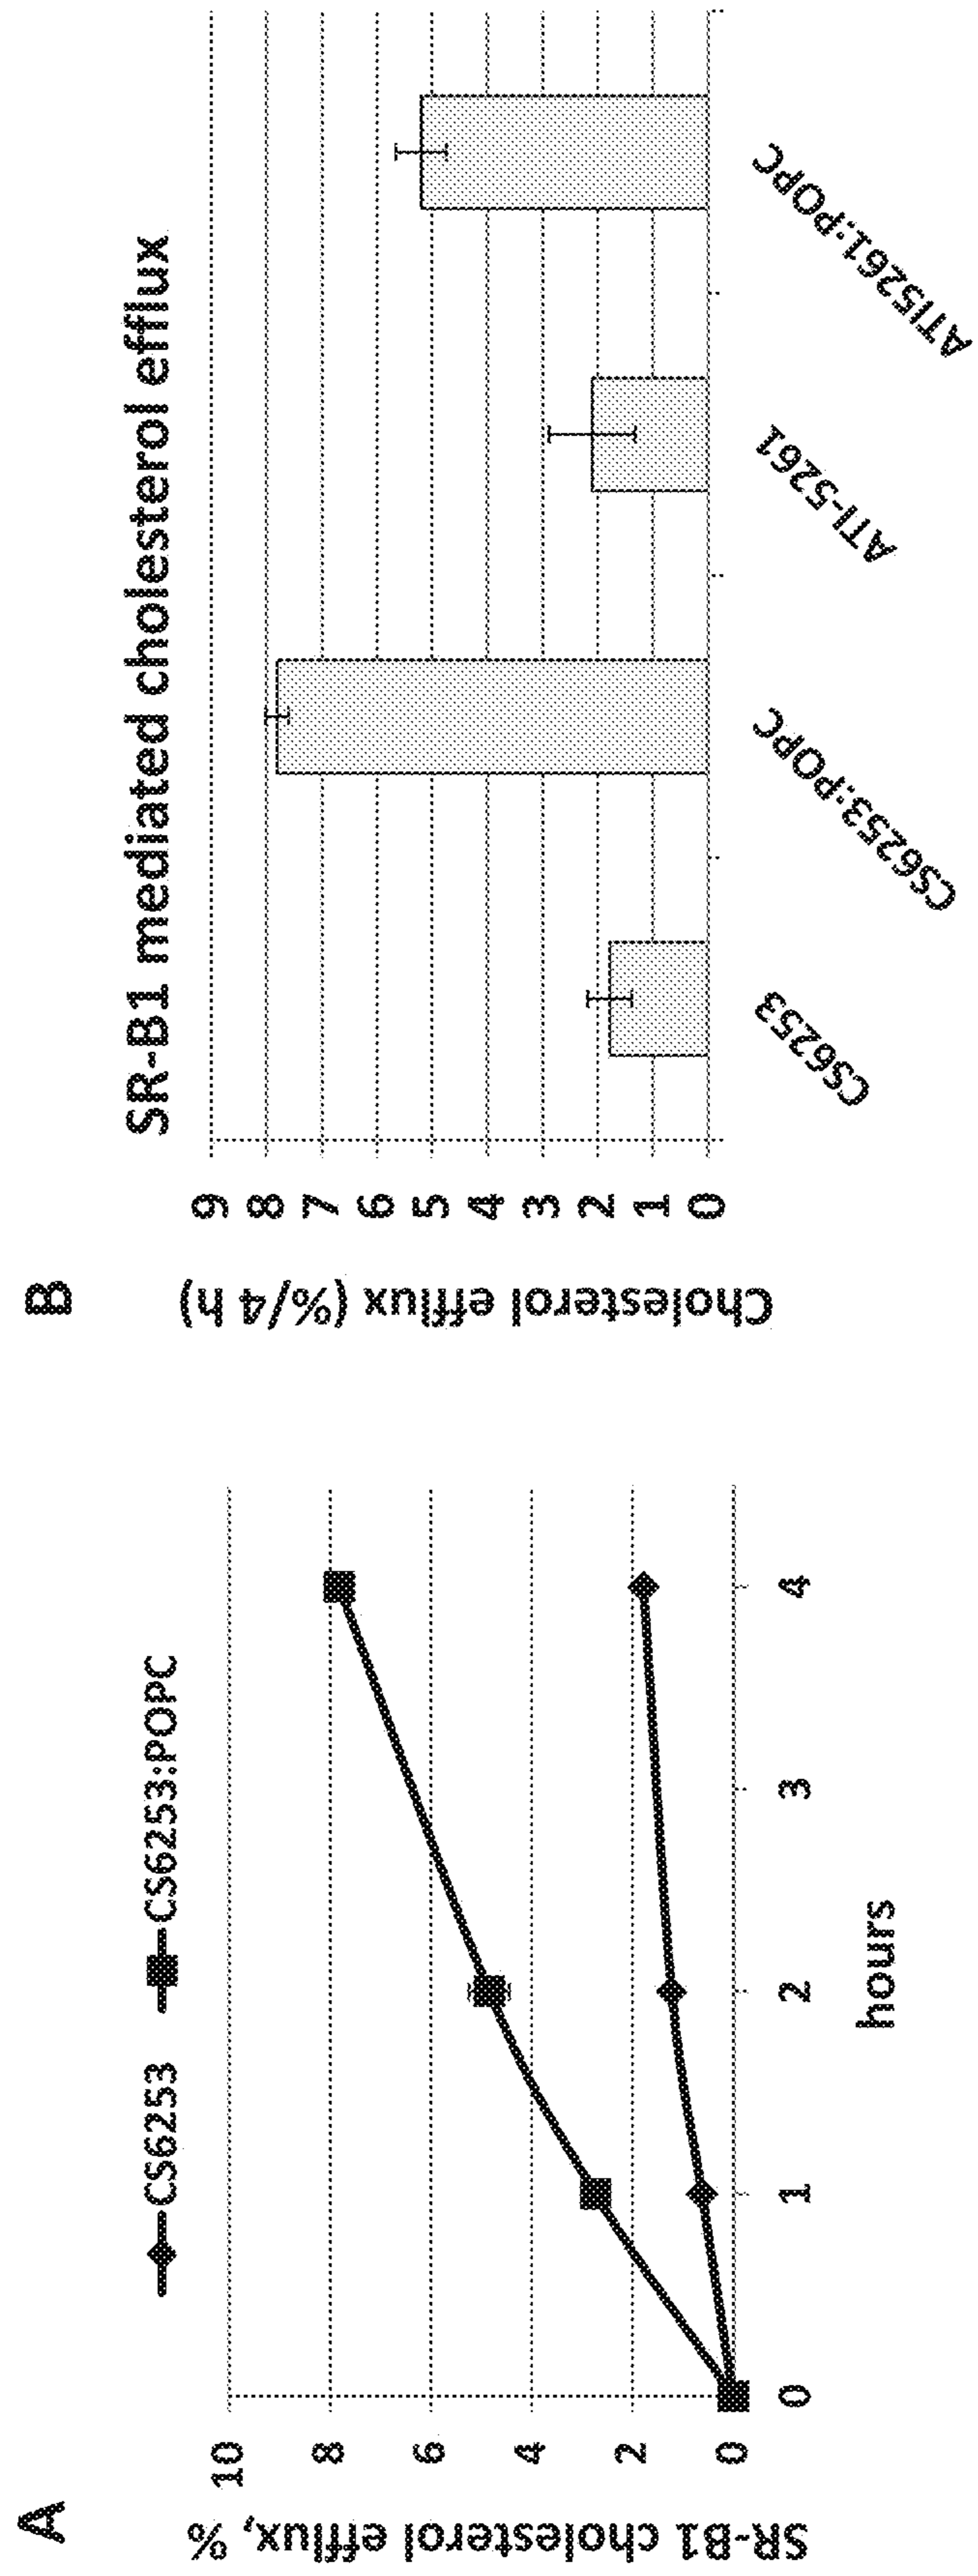 A
CS6253 CS6253:POPC
10
8
6
4
2
0
SR-B1 cholesterol efflux, %
0 1 2 3 4
hours
B
SR-B1 mediated cholesterol efflux
9
8
7
6
5
4
3
2
1
0
Cholesterol efflux (%/4 h)
CS6253
CS6253:POPC
ATI-5261
ATI5261:POPC